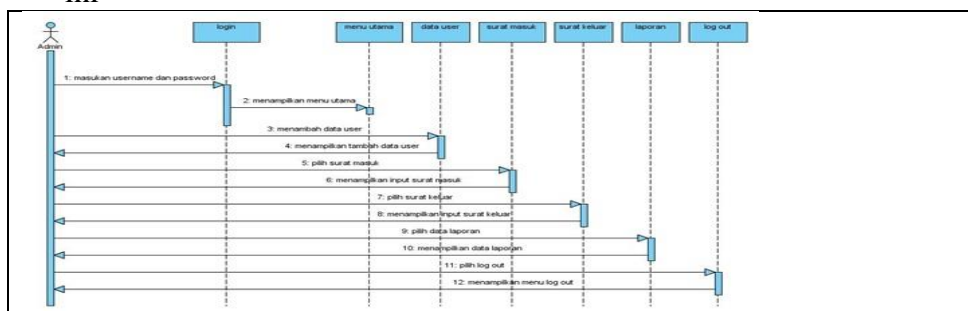 login menu utama data user surat masuk surat keluar laporan log out
Admin
1: masukan username dan password
2: menampilkan menu utama
3: menambah data user
4: menampilkan tambah data user
5: pilih surat masuk
6: menampilkan input surat masuk
7: pilih surat keluar
8: menampilkan input surat keluar
9: pilih data laporan
10: menampilkan data laporan
11: pilih log out
12: menampilkan menu log out